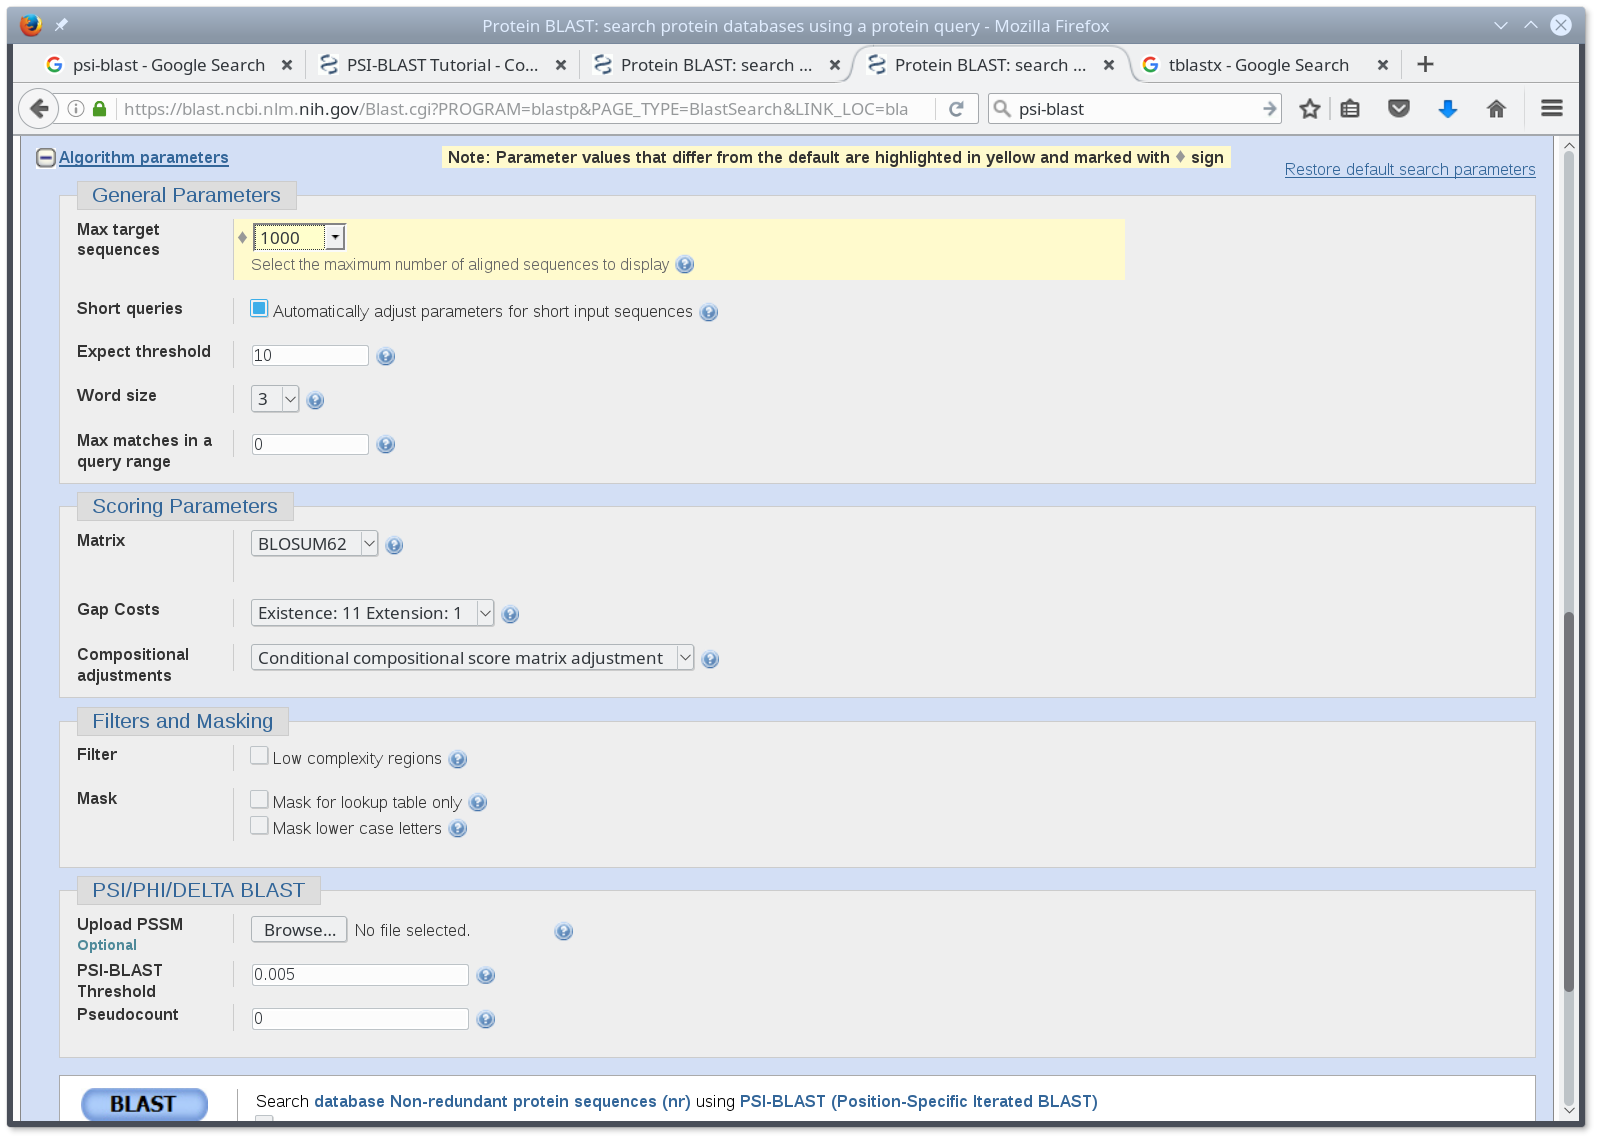 Protein BLAST: search protein databases using a protein query - Mozilla Firefox
psi-blast - Google Search
PSI-BLAST Tutorial - Co...
Protein BLAST: search ...
Protein BLAST: search ...
tblastx - Google Search
https://blast.ncbi.nlm.nih.gov/Blast.cgi?PROGRAM=blastp&PAGE_TYPE=BlastSearch&LINK_LOC=bla
psi-blast
Algorithm parameters
Note: Parameter values that differ from the default are highlighted in yellow and marked with ♦ sign
Restore default search parameters
General Parameters
Max target
sequences
♦ 1000
Select the maximum number of aligned sequences to display
Short queries
Automatically adjust parameters for short input sequences
Expect threshold
10
Word size
3
Max matches in a
query range
0
Scoring Parameters
Matrix
BLOSUM62
Gap Costs
Existence: 11 Extension: 1
Compositional
adjustments
Conditional compositional score matrix adjustment
Filters and Masking
Filter
Low complexity regions
Mask
Mask for lookup table only
Mask lower case letters
PSI/PHI/DELTA BLAST
Upload PSSM
Optional
Browse... No file selected.
PSI-BLAST
Threshold
0.005
Pseudocount
0
BLAST
Search database Non-redundant protein sequences (nr) using PSI-BLAST (Position-Specific Iterated BLAST)